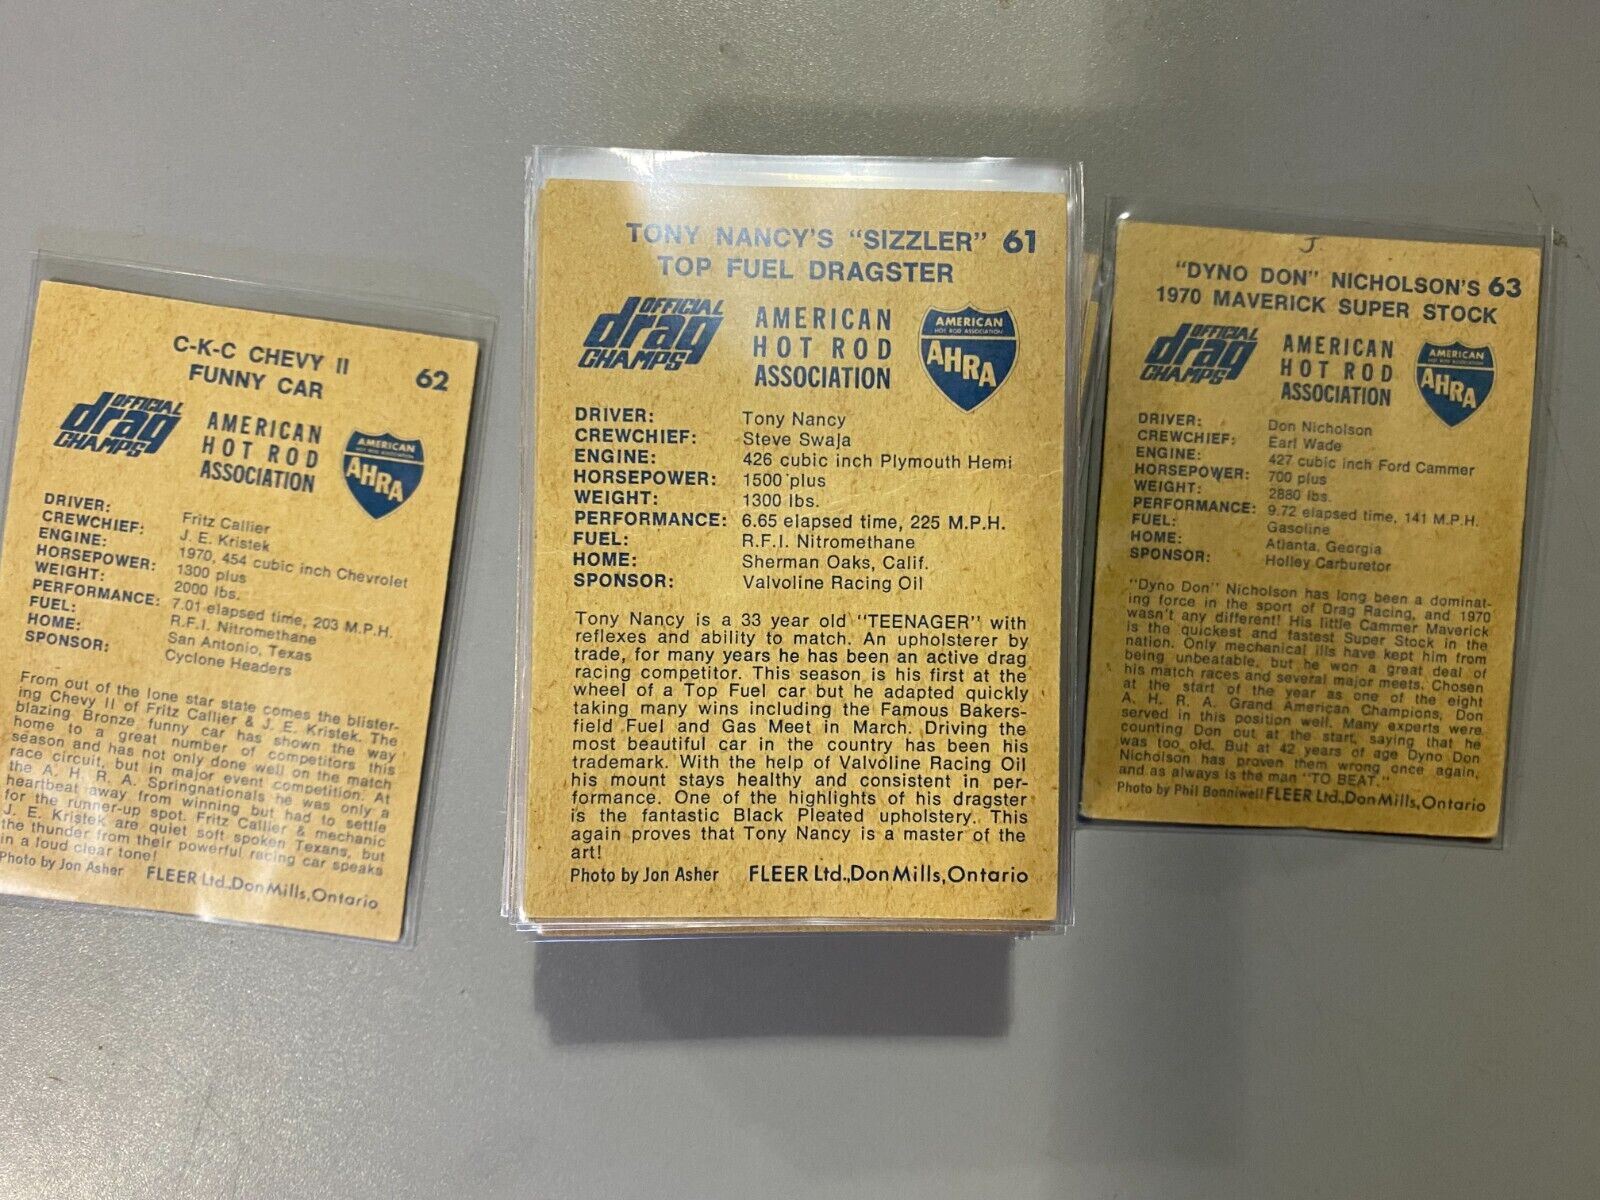 C-K-C CHEVY II
FUNNY CAR
62
OFFICIAL
drag
CHAMPS
AMERICAN
HOT ROD
ASSOCIATION
AMERICAN
HOT ROD ASSOCIATION
AHRA
DRIVER: Fritz Callier
CREWCHIEF: J. E. Kristek
ENGINE: 1970, 454 cubic inch Chevrolet
HORSEPOWER: 1300 plus
WEIGHT: 2000 lbs.
PERFORMANCE: 7.01 elapsed time, 203 M.P.H.
FUEL: R.F.I. Nitromethane
HOME: San Antonio, Texas
SPONSOR: Cyclone Headers
From out of the lone star state comes the blister-
ing Chevy II of Fritz Callier & J. E. Kristek. The
blazing Bronze funny car has shown the way
home to a great number of competitors this
season and has not only done well on the match
race circuit, but in major event competition. At
the A. H. R. A. Springnationals he was only a
heartbeat away from winning but had to settle
for the runner-up spot. Fritz Callier & mechanic
J. E. Kristek are quiet soft spoken Texans, but
the thunder from their powerful racing car speaks
in a loud clear tone!
Photo by Jon Asher FLEER Ltd., Don Mills, Ontario
TONY NANCY'S "SIZZLER" 61
TOP FUEL DRAGSTER
OFFICIAL
drag
CHAMPS
AMERICAN
HOT ROD
ASSOCIATION
AMERICAN
HOT ROD ASSOCIATION
AHRA
DRIVER: Tony Nancy
CREWCHIEF: Steve Swaja
ENGINE: 426 cubic inch Plymouth Hemi
HORSEPOWER: 1500 plus
WEIGHT: 1300 lbs.
PERFORMANCE: 6.65 elapsed time, 225 M.P.H.
FUEL: R.F.I. Nitromethane
HOME: Sherman Oaks, Calif.
SPONSOR: Valvoline Racing Oil
Tony Nancy is a 33 year old "TEENAGER" with
reflexes and ability to match. An upholsterer by
trade, for many years he has been an active drag
racing competitor. This season is his first at the
wheel of a Top Fuel car but he adapted quickly
taking many wins including the Famous Bakers-
field Fuel and Gas Meet in March. Driving the
most beautiful car in the country has been his
trademark. With the help of Valvoline Racing Oil
his mount stays healthy and consistent in per-
formance. One of the highlights of his dragster
is the fantastic Black Pleated upholstery. This
again proves that Tony Nancy is a master of the
art!
Photo by Jon Asher FLEER Ltd., Don Mills, Ontario
J.
"DYNO DON" NICHOLSON'S 63
1970 MAVERICK SUPER STOCK
OFFICIAL
drag
CHAMPS
AMERICAN
HOT ROD
ASSOCIATION
AMERICAN
HOT ROD ASSOCIATION
AHRA
DRIVER: Don Nicholson
CREWCHIEF: Earl Wade
ENGINE: 427 cubic inch Ford Cammer
HORSEPOWER: 700 plus
WEIGHT: 2880 lbs.
PERFORMANCE: 9.72 elapsed time, 141 M.P.H.
FUEL: Gasoline
HOME: Atlanta, Georgia
SPONSOR: Holley Carburetor
"Dyno Don" Nicholson has long been a dominat-
ing force in the sport of Drag Racing, and 1970
wasn't any different! His little Cammer Maverick
is the quickest and fastest Super Stock in the
nation. Only mechanical ills have kept him from
being unbeatable, but he won a great deal of
his match races and several major meets. Chosen
at the start of the year as one of the eight
A. H. R. A. Grand American Champions, Don
served in this position well. Many experts were
counting Don out at the start, saying that he
was too old. But at 42 years of age Dyno Don
Nicholson has proven them wrong once again,
and as always is the man "TO BEAT."
Photo by Phil Bonniwell FLEER Ltd., Don Mills, Ontario